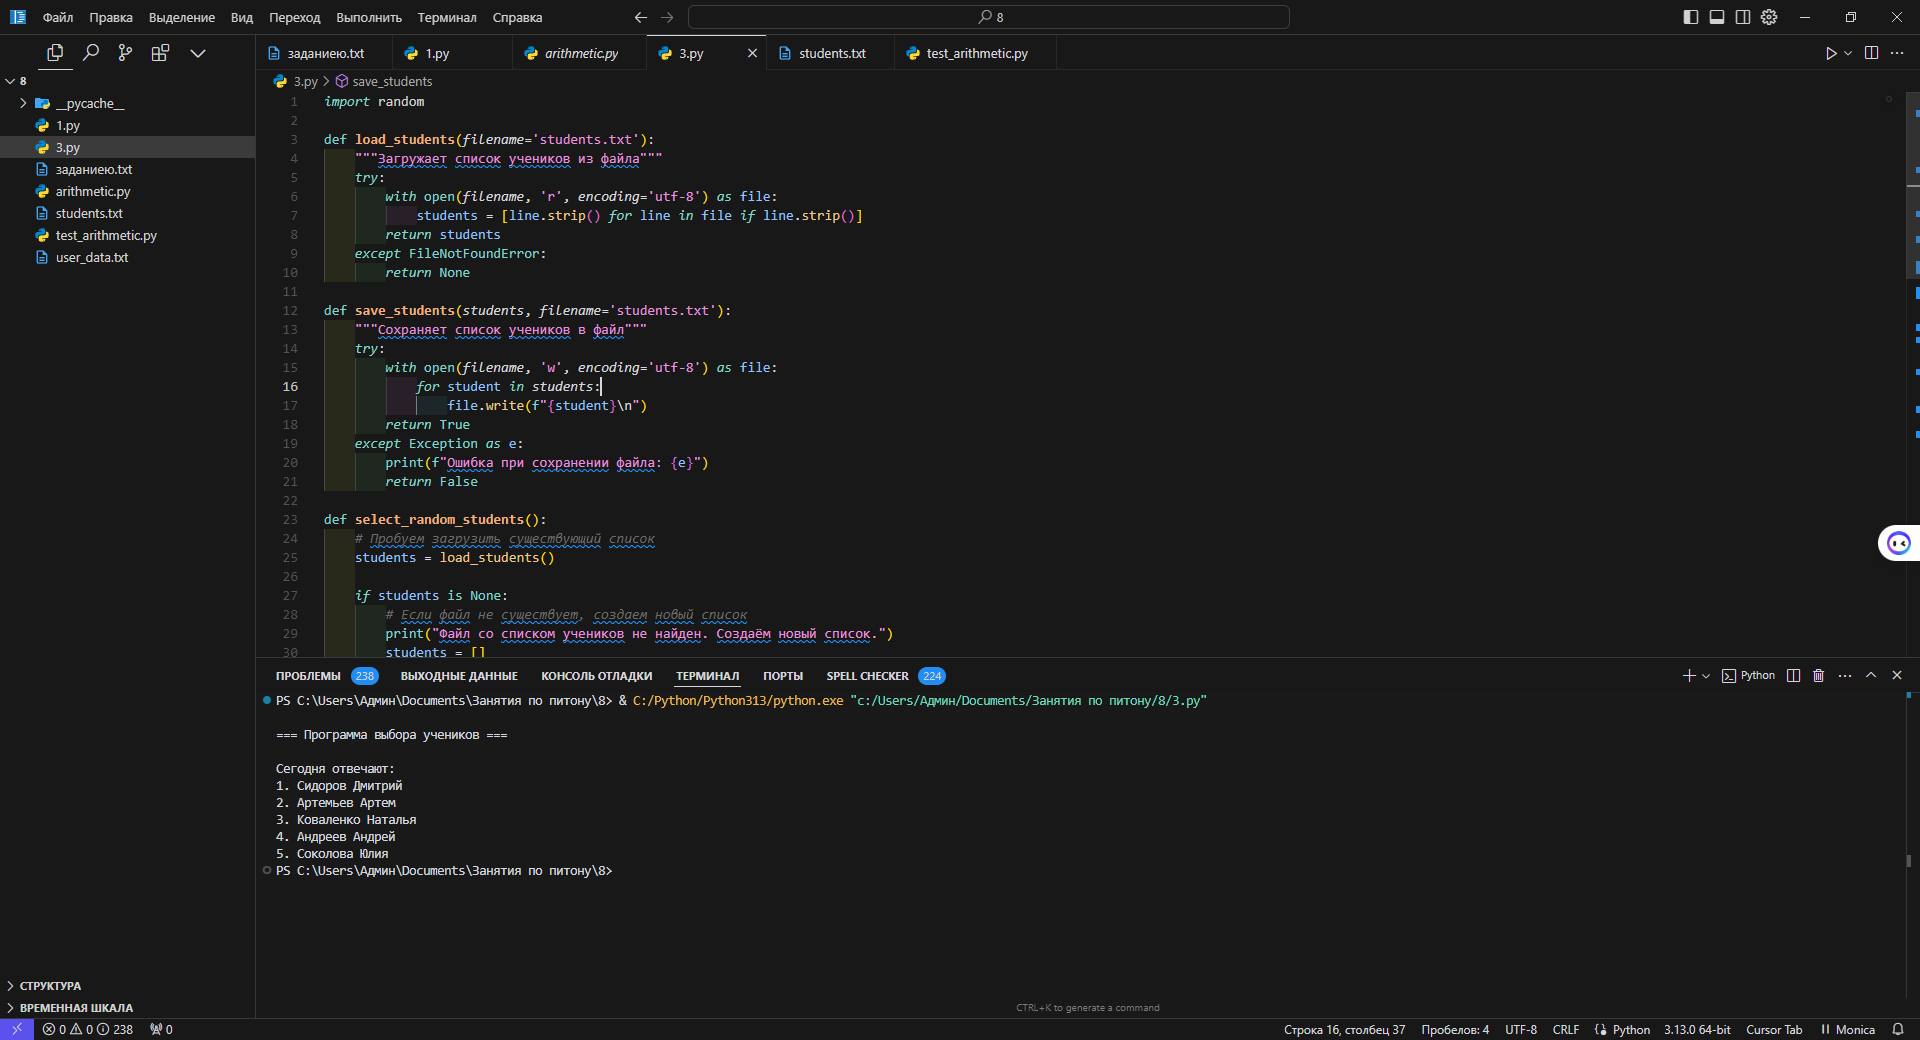 Файл Правка Выделение Вид Переход Выполнить Терминал Справка
8
заданиею.txt 1.py arithmetic.py 3.py students.txt test_arithmetic.py
8
__pycache__
1.py
3.py
заданиею.txt
arithmetic.py
students.txt
test_arithmetic.py
user_data.txt
СТРУКТУРА
ВРЕМЕННАЯ ШКАЛА
3.py > save_students
1 import random
2
3 def load_students(filename='students.txt'):
4     """Загружает список учеников из файла"""
5     try:
6         with open(filename, 'r', encoding='utf-8') as file:
7             students = [line.strip() for line in file if line.strip()]
8         return students
9     except FileNotFoundError:
10         return None
11
12 def save_students(students, filename='students.txt'):
13     """Сохраняет список учеников в файл"""
14     try:
15         with open(filename, 'w', encoding='utf-8') as file:
16             for student in students:
17                 file.write(f"{student}\n")
18         return True
19     except Exception as e:
20         print(f"Ошибка при сохранении файла: {e}")
21         return False
22
23 def select_random_students():
24     # Пробуем загрузить существующий список
25     students = load_students()
26
27     if students is None:
28         # Если файл не существует, создаем новый список
29         print("Файл со списком учеников не найден. Создаём новый список.")
30         students = []
ПРОБЛЕМЫ 238 ВЫХОДНЫЕ ДАННЫЕ КОНСОЛЬ ОТЛАДКИ ТЕРМИНАЛ ПОРТЫ SPELL CHECKER 224 Python
PS C:\Users\Админ\Documents\Занятия по питону\8> & C:/Python/Python313/python.exe "c:/Users/Админ/Documents/Занятия по питону/8/3.py"
=== Программа выбора учеников ===
Сегодня отвечают:
1. Сидоров Дмитрий
2. Артемьев Артем
3. Коваленко Наталья
4. Андреев Андрей
5. Соколова Юлия
PS C:\Users\Админ\Documents\Занятия по питону\8>
CTRL+K to generate a command
0 0 238 0 Строка 16, столбец 37 Пробелов: 4 UTF-8 CRLF Python 3.13.0 64-bit Cursor Tab Monica